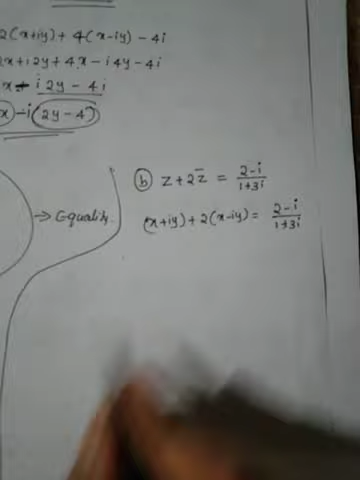 2(x+iy) + 4(x-iy) - 4i
2x+i2y+4x-i4y-4i
x - i2y - 4i
x - i(2y-4)
→ Equality
(b) z + 2z̄ = (2-i)/(1+3i)
(x+iy) + 2(x-iy) = (2-i)/(1+3i)